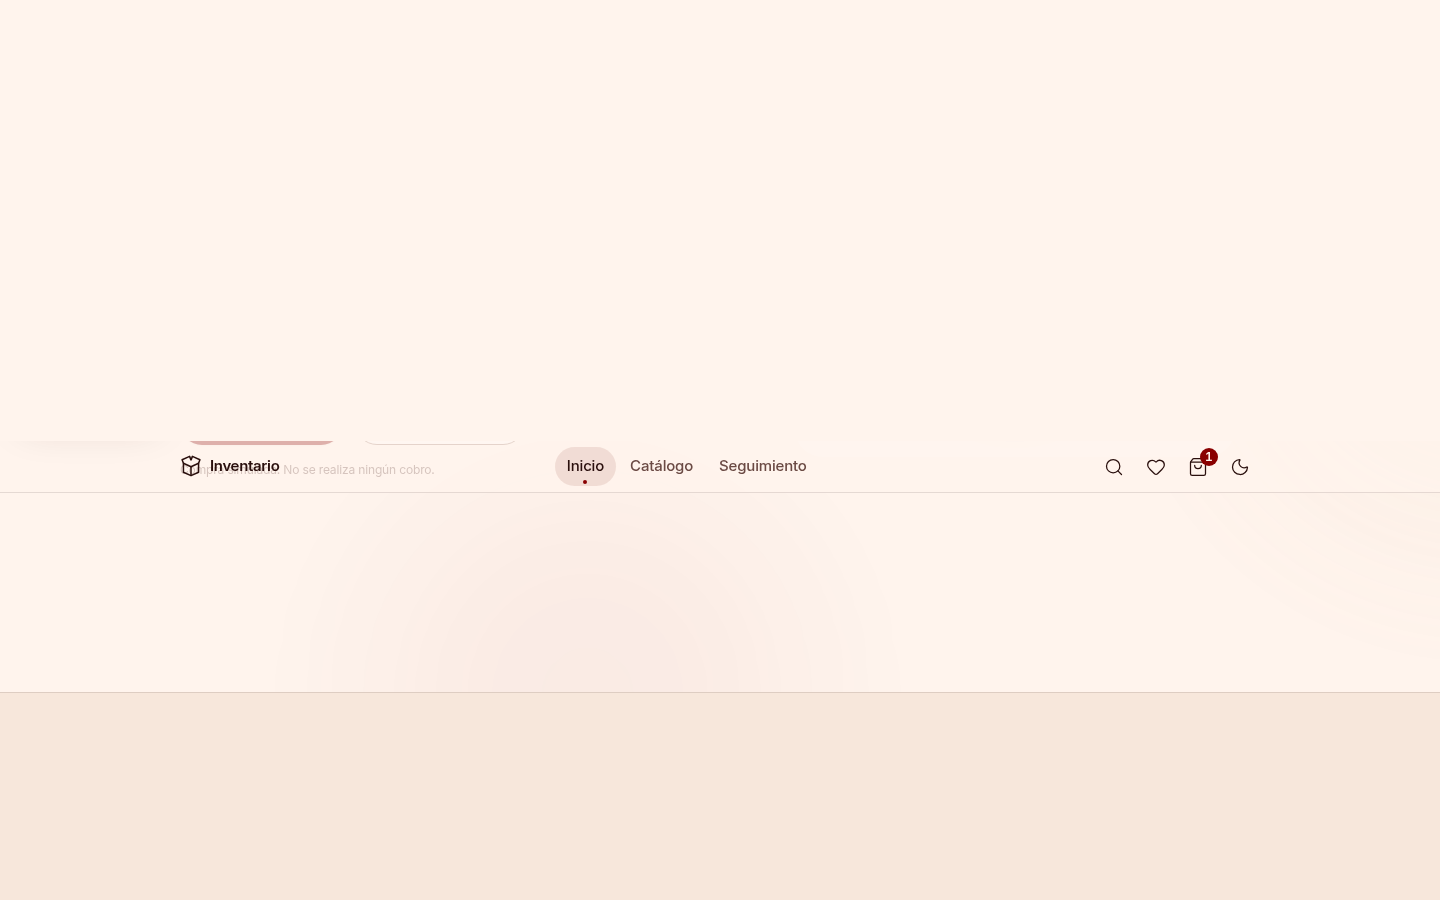 Inventario
No se realiza ningún cobro.
Inicio
Catálogo
Seguimiento
1